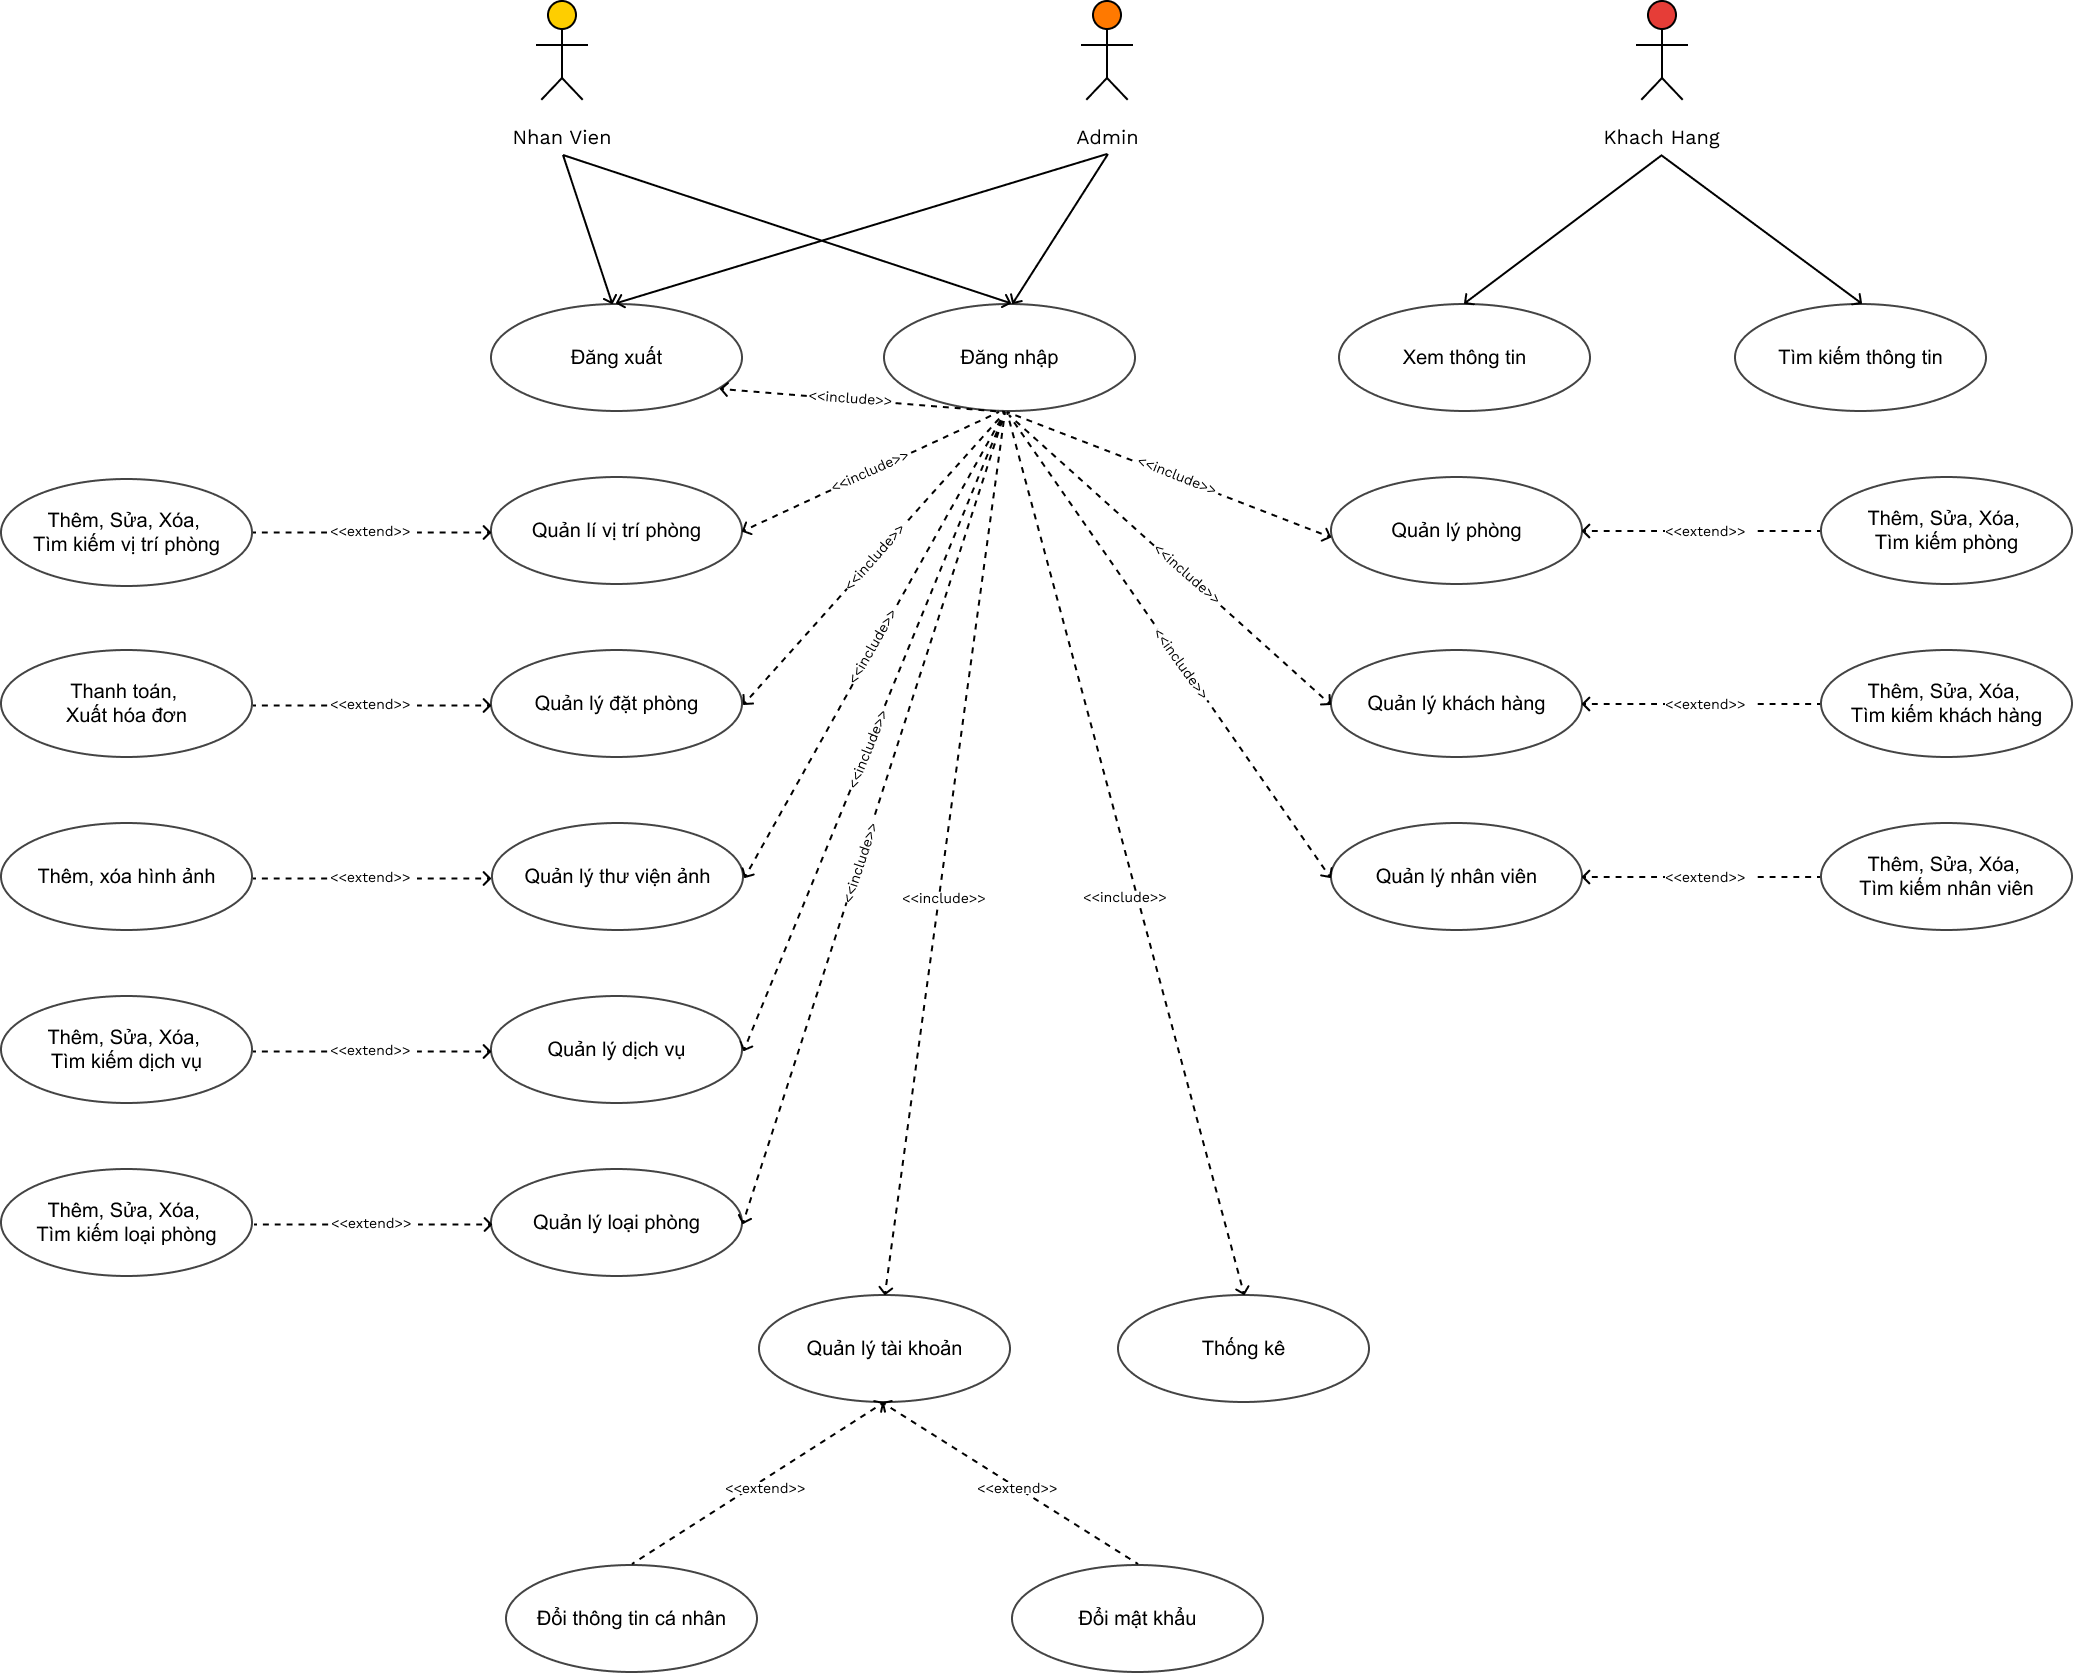 Nhan Vien
Admin
Khach Hang
Đăng xuất
Đăng nhập
Xem thông tin
Tìm kiếm thông tin
<<include>>
<<include>>
<<include>>
Thêm, Sửa, Xóa,
Tìm kiếm vị trí phòng
<<extend>>
Quản lí vị trí phòng
Quản lý phòng
<<extend>>
Thêm, Sửa, Xóa,
Tìm kiếm phòng
<<include>>
<<include>>
<<include>>
<<include>>
Thanh toán,
Xuất hóa đơn
<<extend>>
Quản lý đặt phòng
Quản lý khách hàng
<<extend>>
Thêm, Sửa, Xóa,
Tìm kiếm khách hàng
<<include>>
<<include>>
Thêm, xóa hình ảnh
<<extend>>
Quản lý thư viện ảnh
<<include>>
<<include>>
Quản lý nhân viên
<<extend>>
Thêm, Sửa, Xóa,
Tìm kiếm nhân viên
Thêm, Sửa, Xóa,
Tìm kiếm dịch vụ
<<extend>>
Quản lý dịch vụ
Thêm, Sửa, Xóa,
Tìm kiếm loại phòng
<<extend>>
Quản lý loại phòng
Quản lý tài khoản
Thống kê
<<extend>>
<<extend>>
Đổi thông tin cá nhân
Đổi mật khẩu